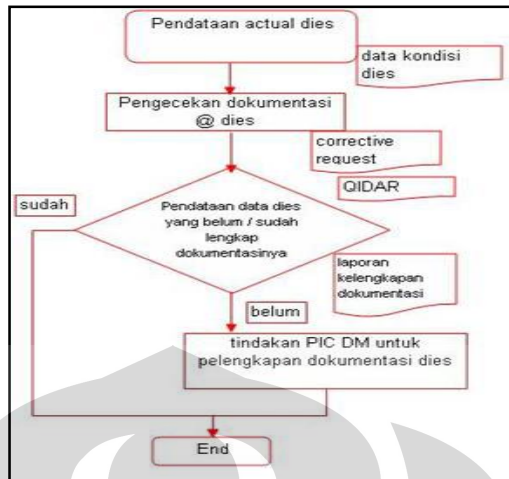 Pendataan actual dies
data kondisi
dies
Pengecekan dokumentasi
@ dies
corrective
request
QIDAR
sudah
Pendataan data dies
yang belum / sudah
lengkap
dokumentasinya
laporan
kelengkapan
dokumentasi
belum
tindakan PIC DM untuk
pelengkapan dokumentasi dies
End